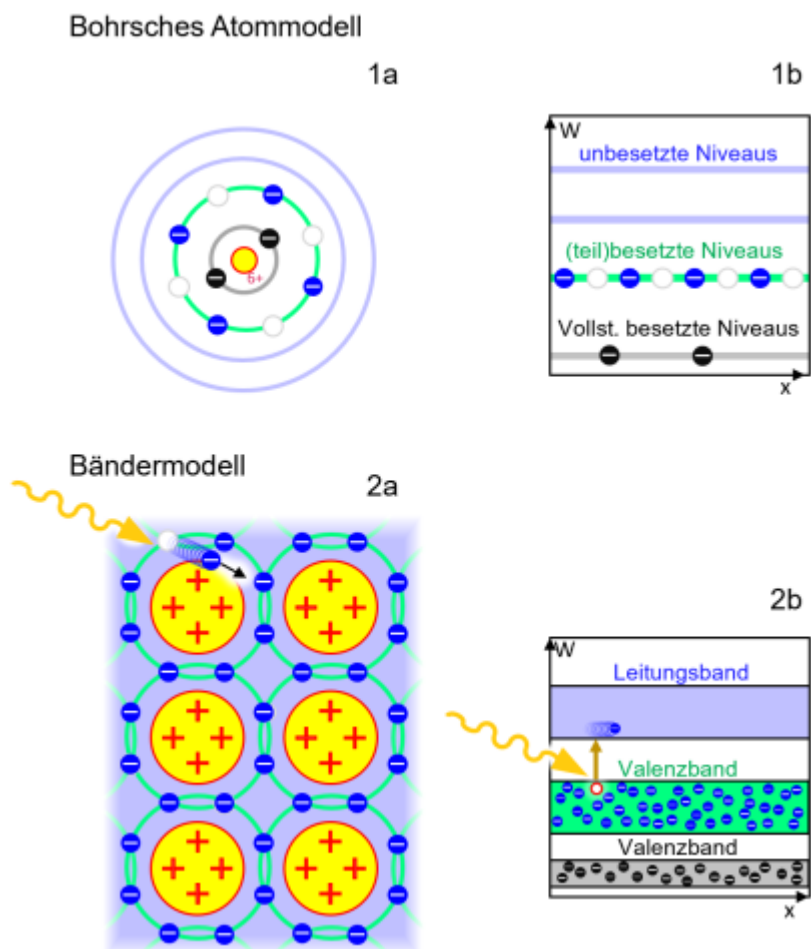 Bohrsches Atommodell
1a
1b
6+
W
unbesetzte Niveaus
(teil)besetzte Niveaus
Vollst. besetzte Niveaus
x
Bändermodell
2a
2b
W
Leitungsband
Valenzband
Valenzband
x